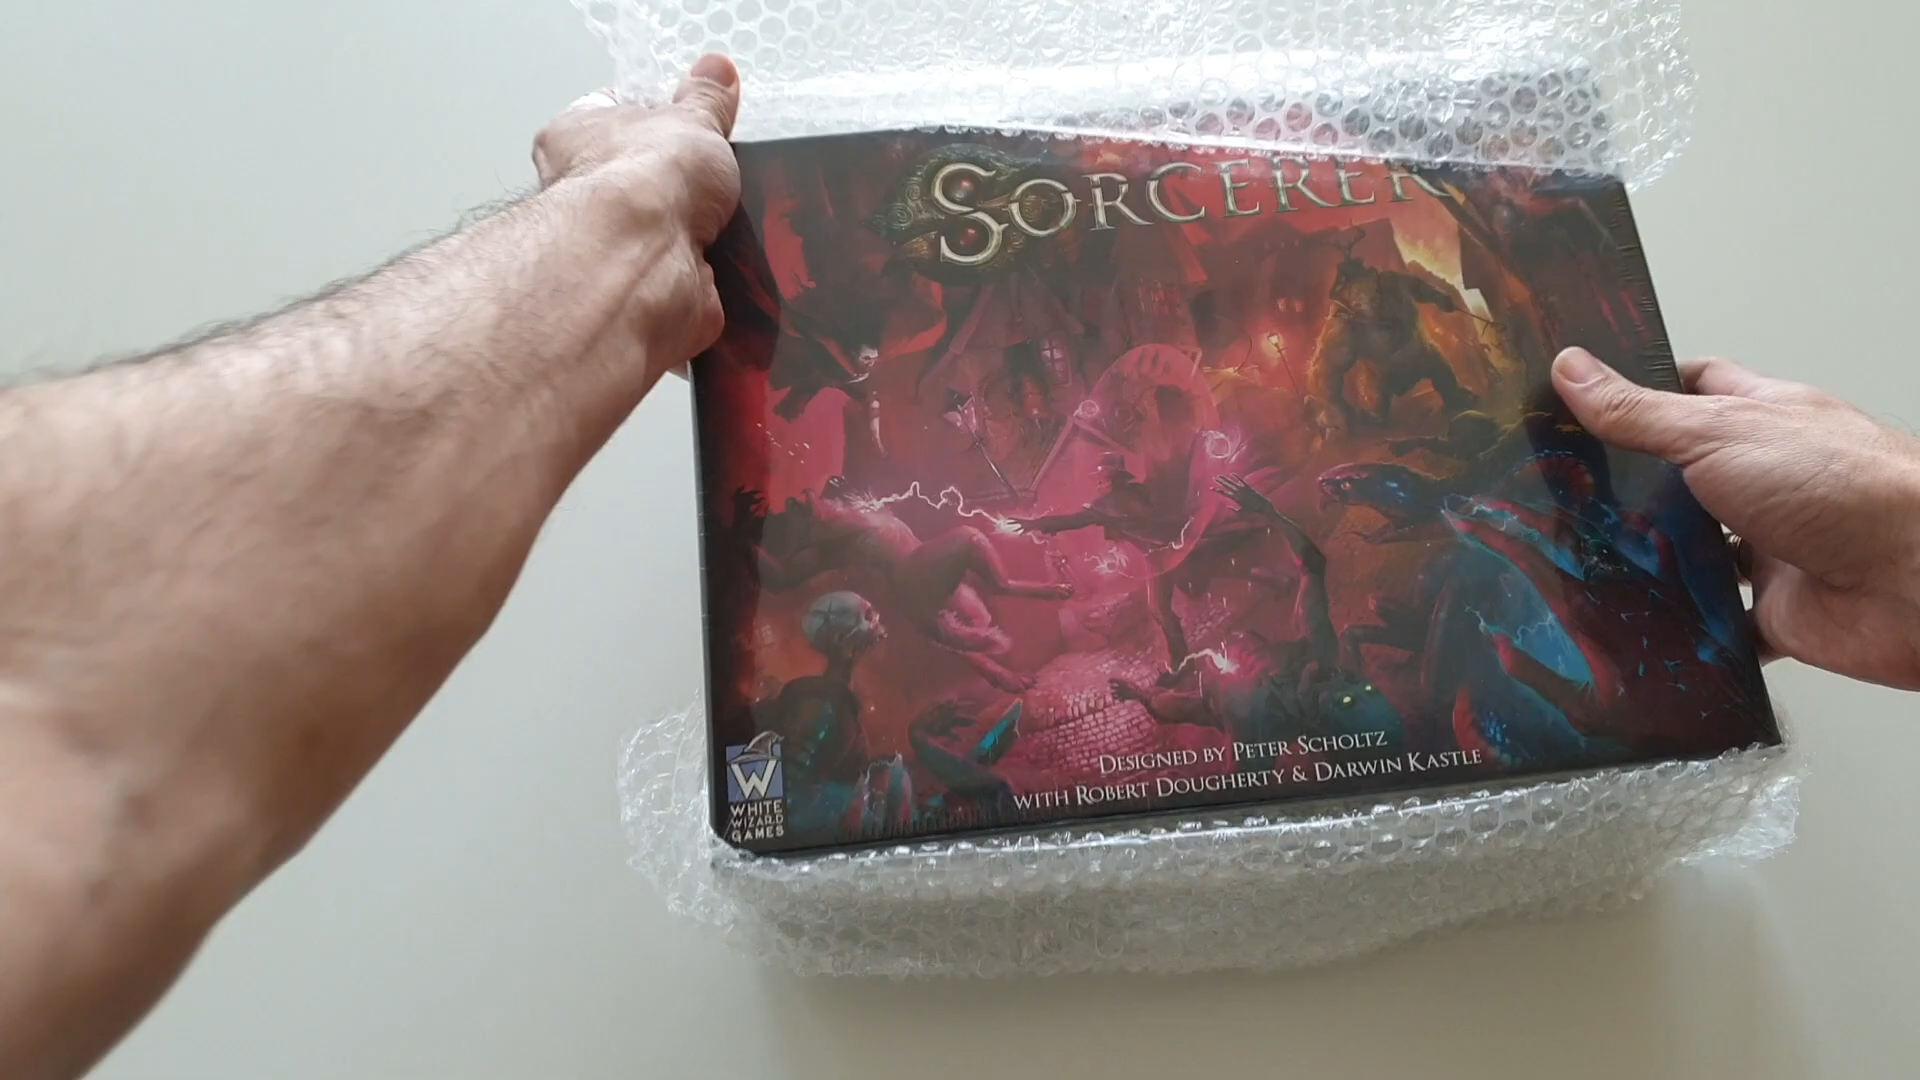 SORCERER
DESIGNED BY PETER SCHOLTZ
WITH ROBERT DOUGHERTY & DARWIN KASTLE
W
WHITE
WIZARD
GAMES